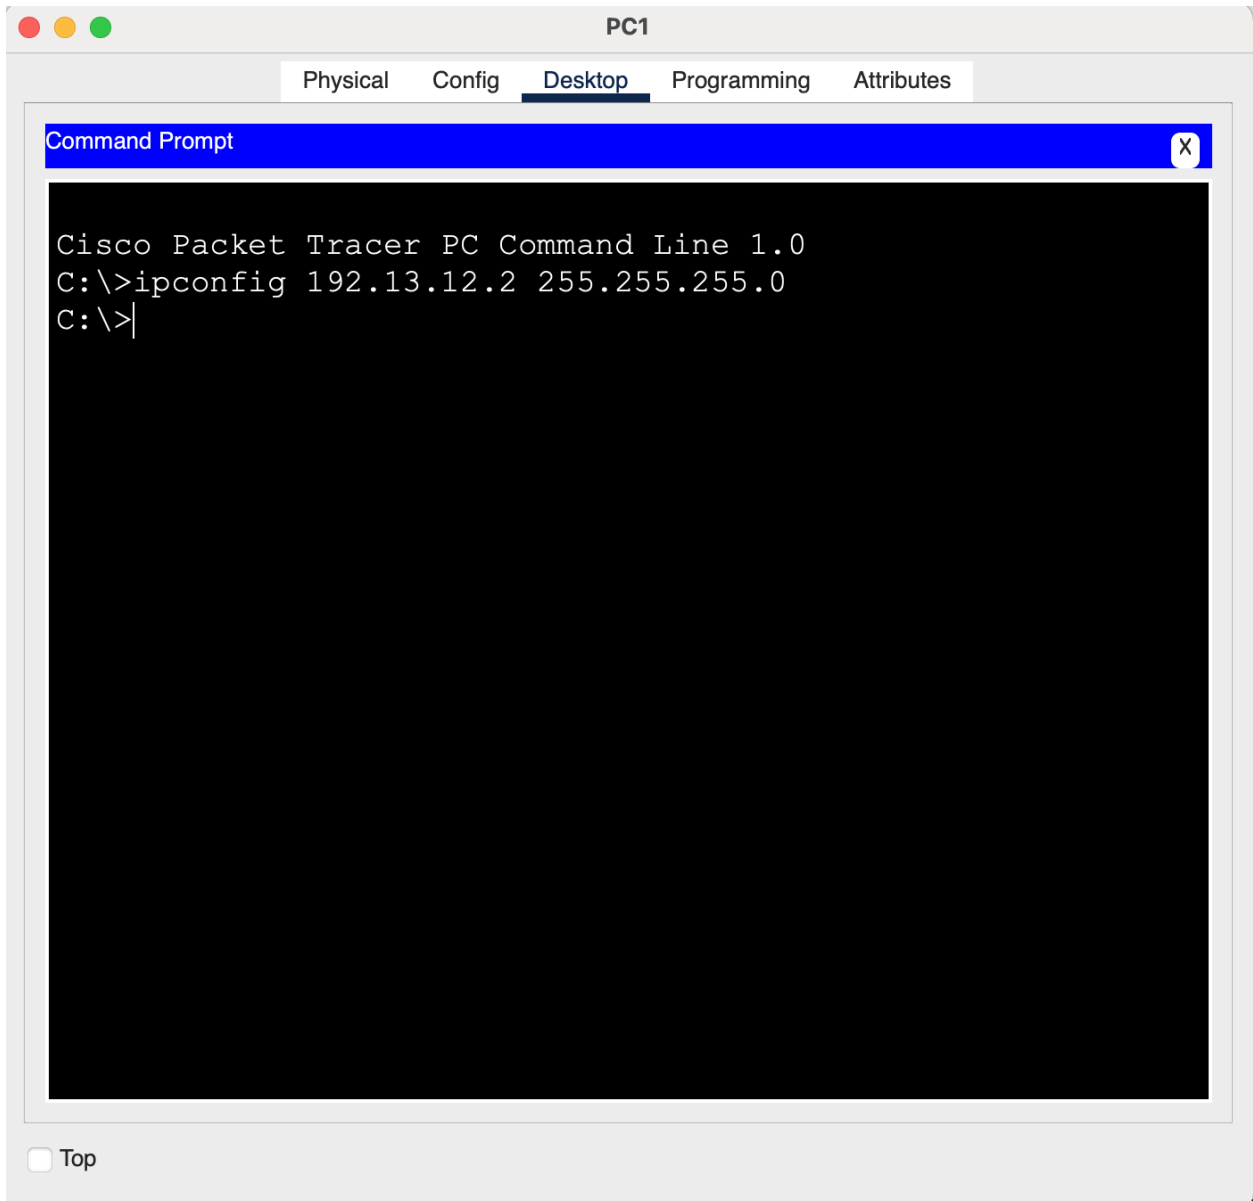 PC1
Physical Config Desktop Programming Attributes
Command Prompt
X
Cisco Packet Tracer PC Command Line 1.0
C:\>ipconfig 192.13.12.2 255.255.255.0
C:\>
Top